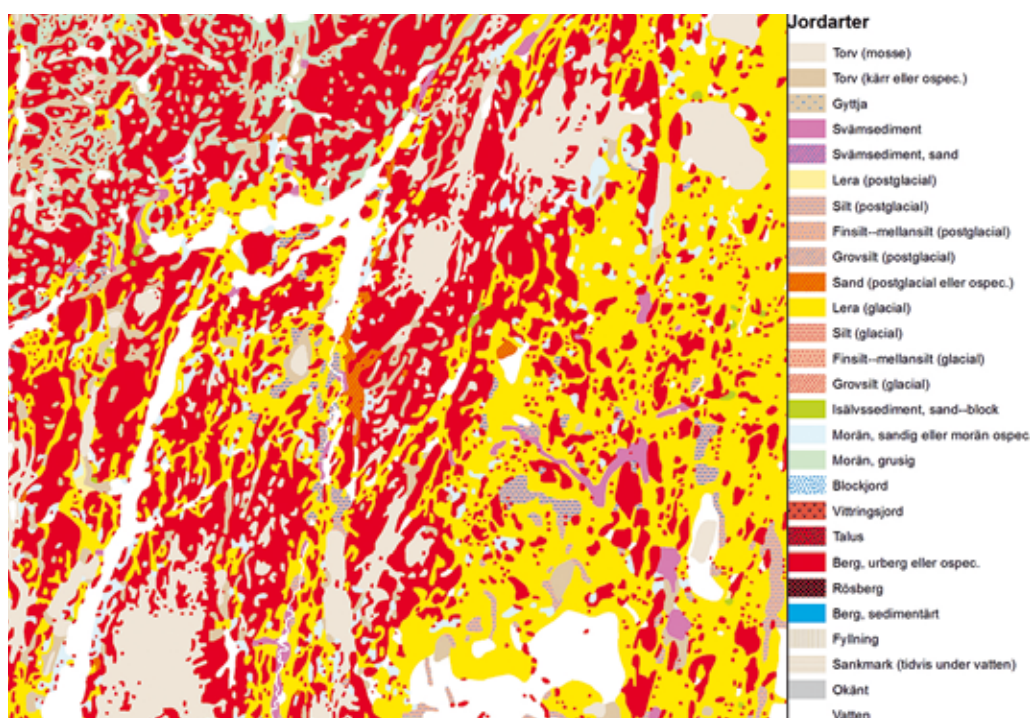 Jordarter
Torv (mosse)
Torv (kärr eller ospec.)
Gyttja
Svämsediment
Svämsediment, sand
Lera (postglacial)
Silt (postglacial)
Finsilt--mellansilt (postglacial)
Grovsilt (postglacial)
Sand (postglacial eller ospec.)
Lera (glacial)
Silt (glacial)
Finsilt--mellansilt (glacial)
Grovsilt (glacial)
Isälvssediment, sand--block
Morän, sandig eller morän ospec
Morän, grusig
Blockjord
Vittringsjord
Talus
Berg, urberg eller ospec.
Rösberg
Berg, sedimentärt
Fyllning
Sankmark (tidvis under vatten)
Okänt
Vatten